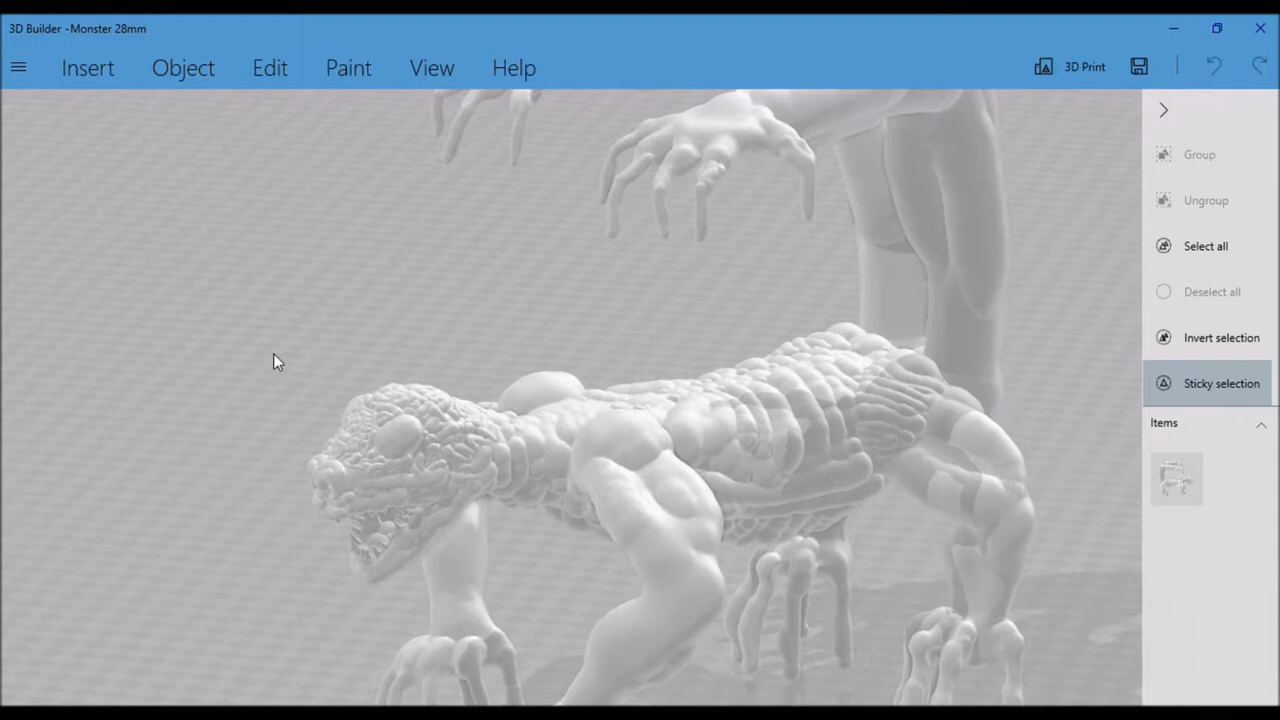 3D Builder - Monster 28mm
Insert Object Edit Paint View Help
3D Print
Group
Ungroup
Select all
Deselect all
Invert selection
Sticky selection
Items